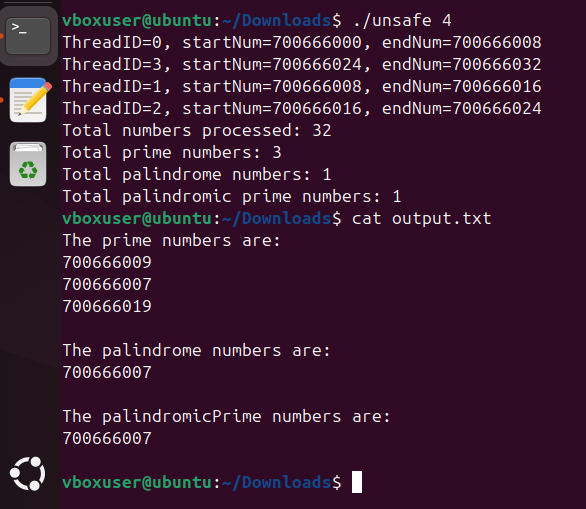 vboxuser@ubuntu:~/Downloads$ ./unsafe 4
ThreadID=0, startNum=700666000, endNum=700666008
ThreadID=3, startNum=700666024, endNum=700666032
ThreadID=1, startNum=700666008, endNum=700666016
ThreadID=2, startNum=700666016, endNum=700666024
Total numbers processed: 32
Total prime numbers: 3
Total palindrome numbers: 1
Total palindromic prime numbers: 1
vboxuser@ubuntu:~/Downloads$ cat output.txt
The prime numbers are:
700666009
700666007
700666019
The palindrome numbers are:
700666007
The palindromicPrime numbers are:
700666007
vboxuser@ubuntu:~/Downloads$